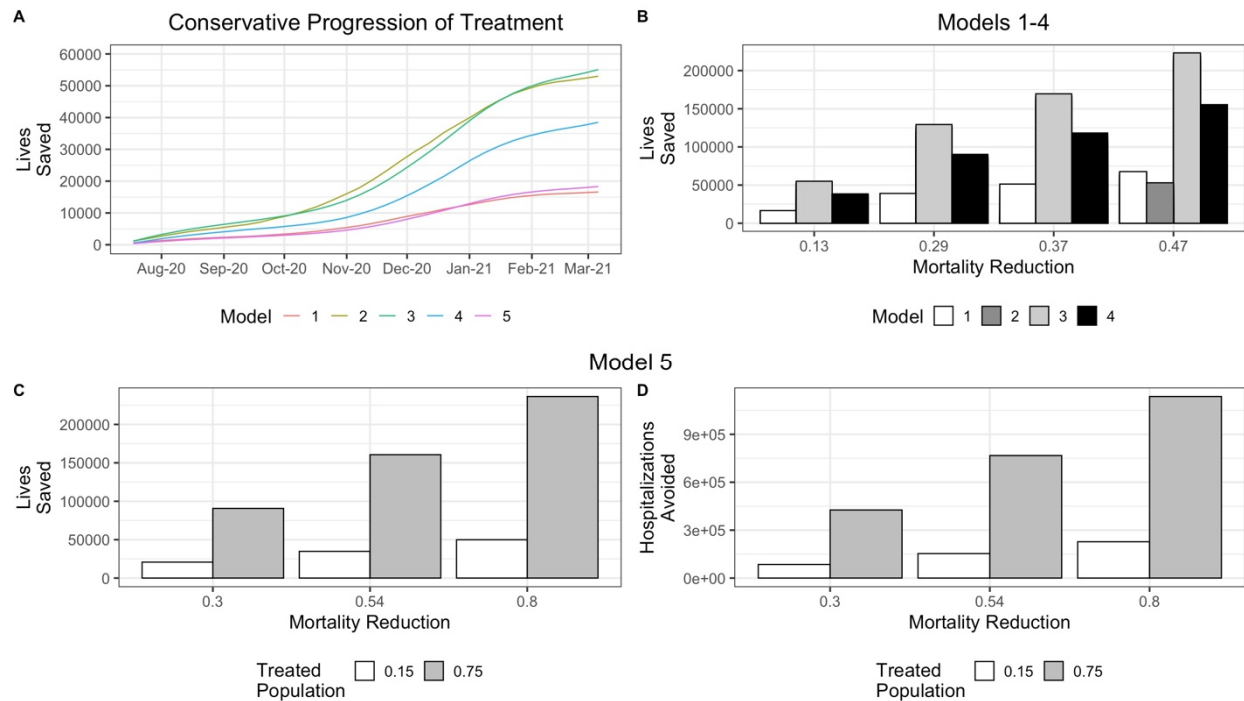 A
Conservative Progression of Treatment
60000
50000
40000
30000
20000
10000
0
Lives
Saved
Aug-20 Sep-20 Oct-20 Nov-20 Dec-20 Jan-21 Feb-21 Mar-21
Model 1 2 3 4 5
B
Models 1-4
200000
150000
100000
50000
0
Lives
Saved
0.13 0.29 0.37 0.47
Mortality Reduction
Model 1 2 3 4
Model 5
C
200000
150000
100000
50000
0
Lives
Saved
0.3 0.54 0.8
Mortality Reduction
Treated
Population
0.15 0.75
D
9e+05
6e+05
3e+05
0e+00
Hospitalizations
Avoided
0.3 0.54 0.8
Mortality Reduction
Treated
Population
0.15 0.75